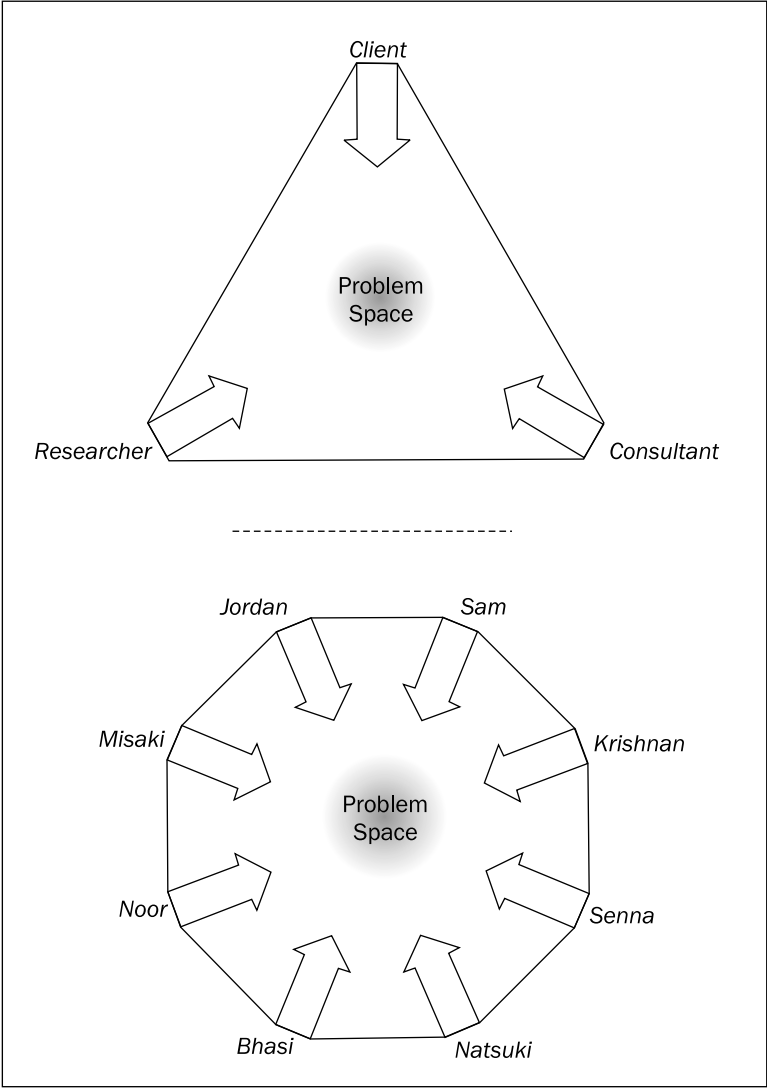 Client
Problem
Space
Researcher
Consultant
Jordan
Sam
Misaki
Krishnan
Problem
Space
Noor
Senna
Bhasi
Natsuki